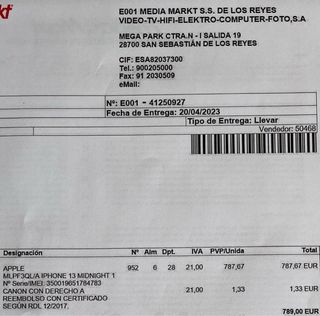 kt
E001 MEDIA MARKT S.S. DE LOS REYES
VIDEO-TV-HIFI-ELEKTRO-COMPUTER-FOTO,S.A
MEGA PARK CTRA.N - I SALIDA 19
28700 SAN SEBASTIÁN DE LOS REYES
CIF: ESA82037300
Tel.: 900205000
Fax: 91 2030509
eMail:
Nº: E001 - 41250927
Fecha de Entrega: 20/04/2023
Tipo de Entrega: Llevar
Vendedor: 50468
Designación Nº Alm Dpt. IVA PVP/Unidad Total
APPLE 952 6 28 21,00 787,67 787,67 EUR
MLPF3QL/A IPHONE 13 MIDNIGHT 1
Nº Serie/IMEI: 350019651784783
CANON CON DERECHO A 21,00 1,33 1,33 EUR
REEMBOLSO CON CERTIFICADO
SEGÚN RDL 12/2017.
789,00 EUR